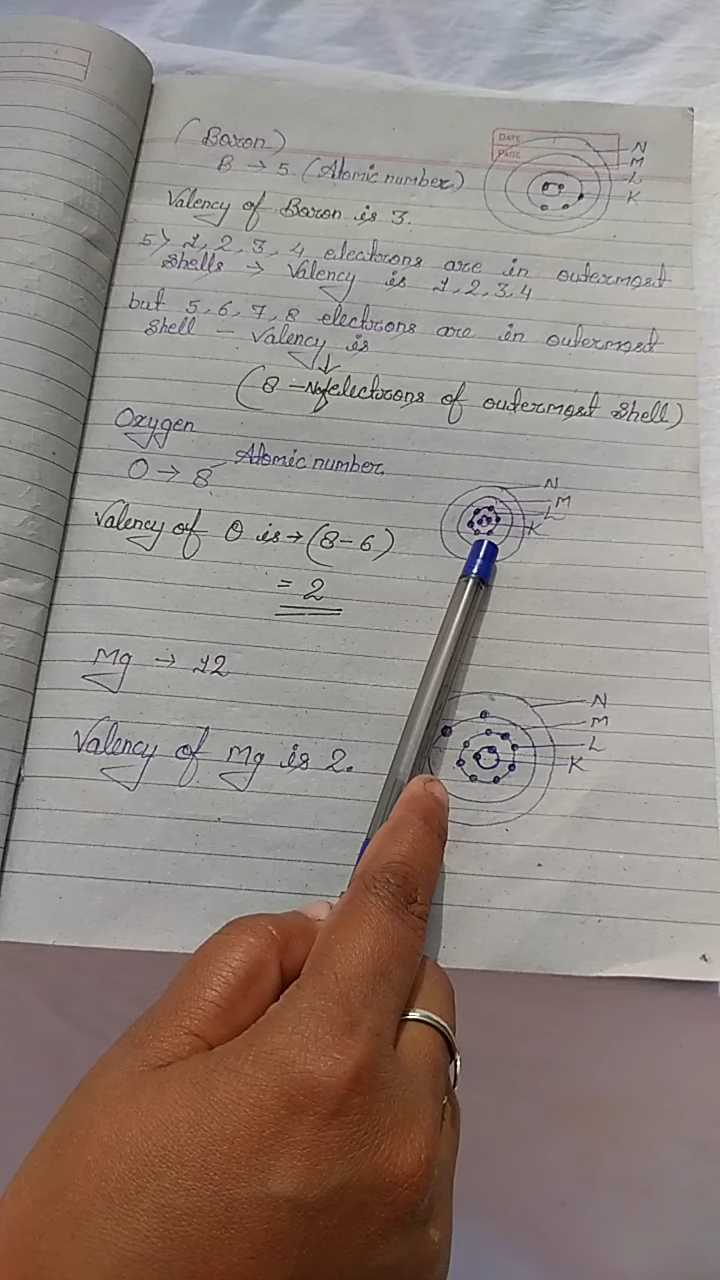 (Baron)
DATE
PAGE
B → 5. (Atomic number.)
N
M
L
K
Valency of Baron is 3.
5> 1, 2, 3, 4 electrons are in outermost
Shells → Valency is 1, 2, 3, 4
but 5, 6, 7, 8 electrons are in outermost
Shell - Valency is
(8 - No of electrons of outermost shell)
Oxygen
O → 8 Atomic number.
N
M
L
K
Valency of O is → (8-6)
= 2
Mg → 12
N
M
L
K
Valency of Mg is 2.